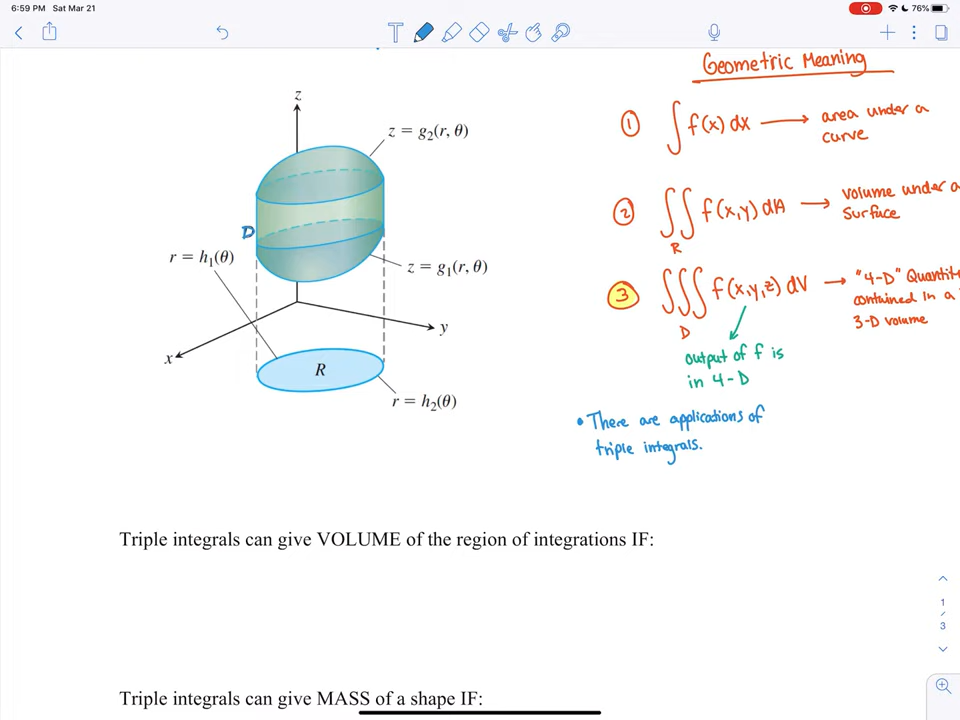 6:59 PM Sat Mar 21
76%
T
Geometric Meaning
z
z = g₂(r, θ)
① ∫ f(x) dx → area under a
curve
② ∬ f(x,y) dA → volume under a
R
surface
D
r = h₁(θ)
z = g₁(r, θ)
③ ∭ f(x,y,z) dV → "4-D"
contained in a
D
3-D volume
y
x
output of f is
in 4-D
R
r = h₂(θ)
• There are applications of
triple integrals.
Triple integrals can give VOLUME of the region of integrations IF:
1
/
3
Triple integrals can give MASS of a shape IF: